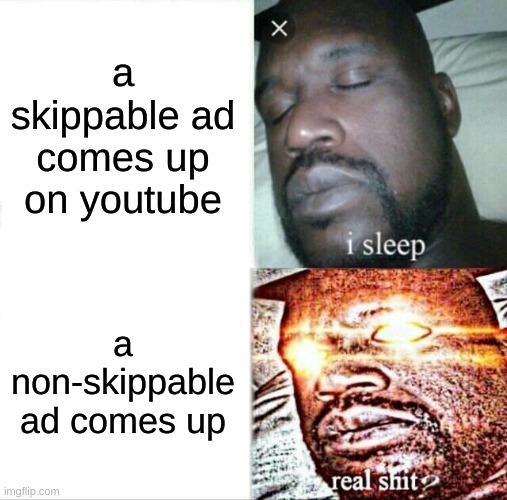 a
skippable ad
comes up
on youtube
i sleep
a
non-skippable
ad comes up
real shit?
imgflip.com